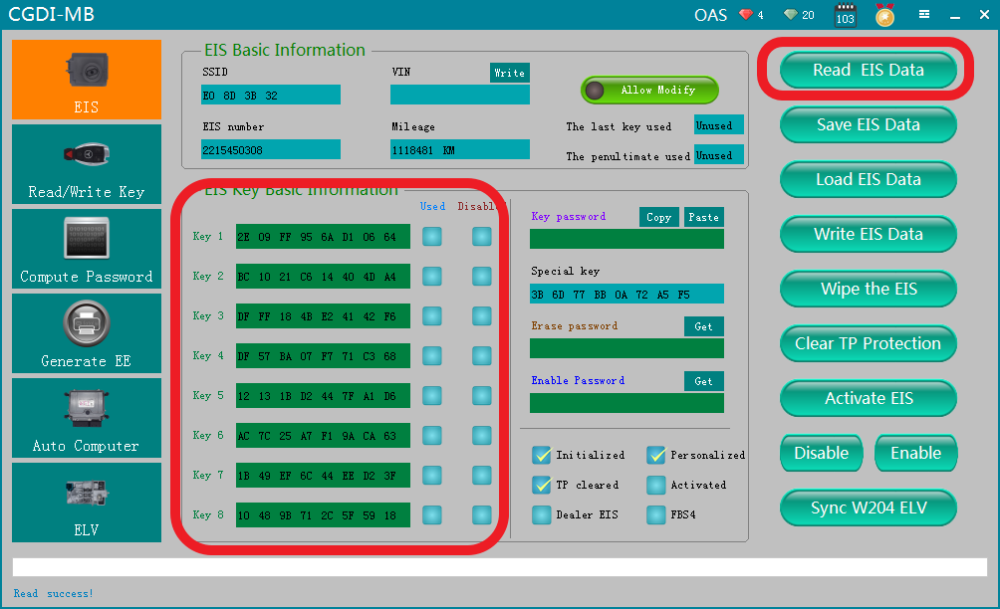 CGDI-MB
OAS 4 20 103
EIS
Read/Write Key
Compute Password
Generate EE
Auto Computer
ELV
EIS Basic Information
SSID
VIN
Write
E0 8D 3B 32
Allow Modify
EIS number
Mileage
The last key used
Unused
2215450308
1118481 KM
The penultimate used
Unused
EIS Key Basic Information
Used
Disable
Key 1
2E 09 FF 95 6A D1 06 64
Key 2
BC 10 21 C6 14 40 4D A4
Key 3
DF FF 18 4B E2 41 42 F6
Key 4
DF 57 BA 07 F7 71 C3 68
Key 5
12 13 1B D2 44 7F A1 D6
Key 6
AC 7C 25 A7 F1 9A CA 63
Key 7
1B 49 EF 6C 44 EE D2 3F
Key 8
10 48 9B 71 2C 5F 59 18
Key password
Copy
Paste
Special key
3B 6D 77 BB 0A 72 A5 F5
Erase password
Get
Enable Password
Get
Initialized
Personalized
TP cleared
Activated
Dealer EIS
FBS4
Read EIS Data
Save EIS Data
Load EIS Data
Write EIS Data
Wipe the EIS
Clear TP Protection
Activate EIS
Disable
Enable
Sync W204 ELV
Read success!